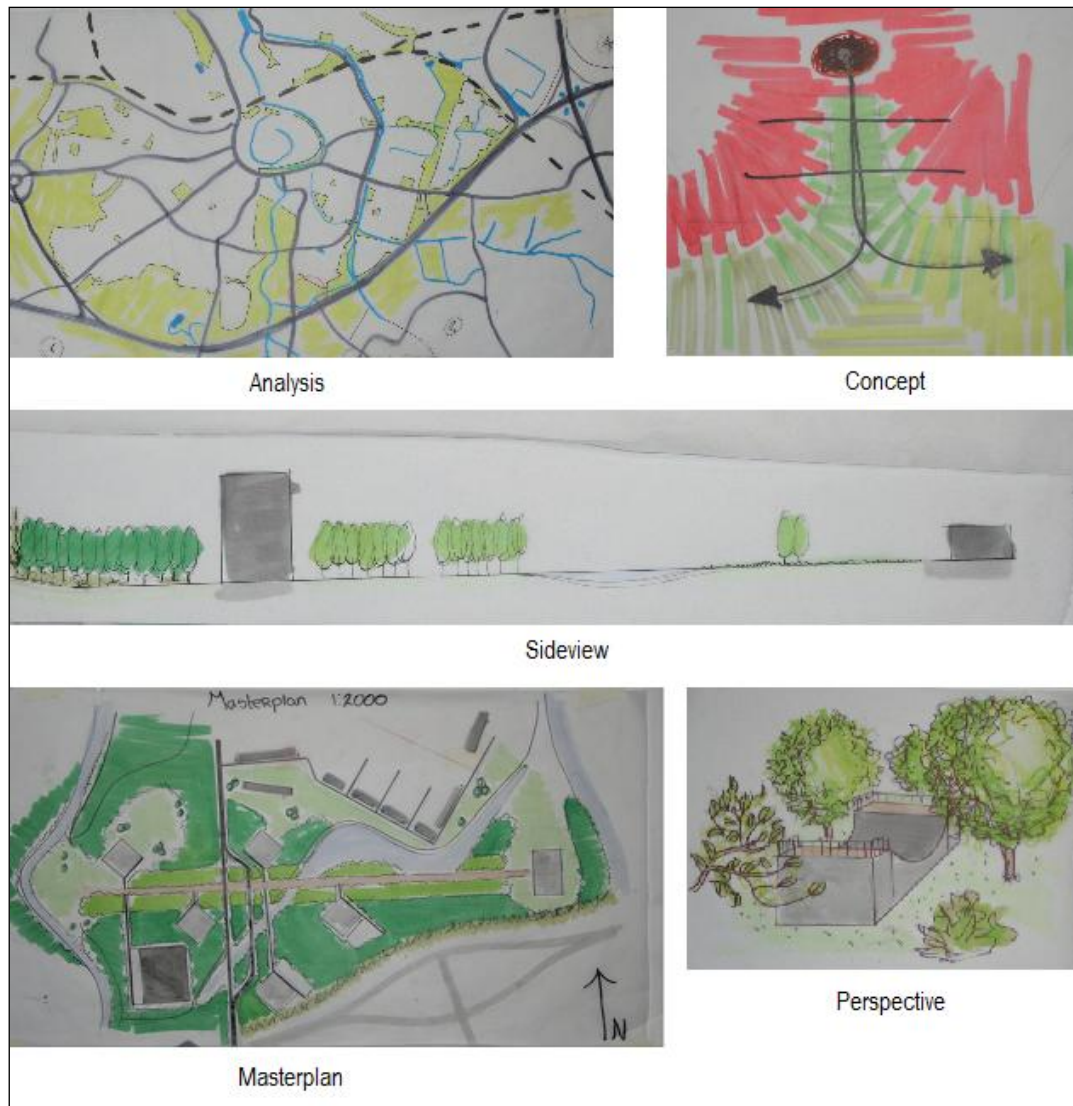 Analysis
Concept
Sideview
Masterplan 1:2000
N
Perspective
Masterplan